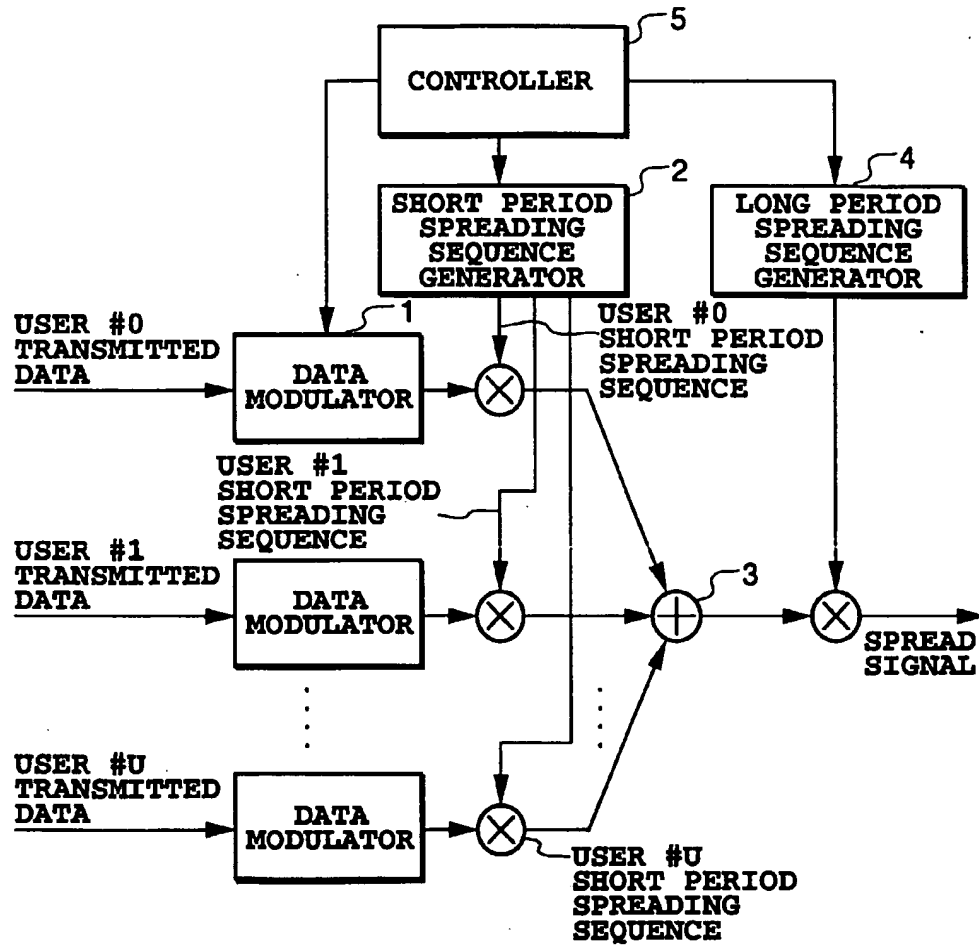 5
CONTROLLER
2
4
SHORT PERIOD
SPREADING
SEQUENCE
GENERATOR
LONG PERIOD
SPREADING
SEQUENCE
GENERATOR
USER #0
TRANSMITTED
DATA
1
DATA
MODULATOR
USER #0
SHORT PERIOD
SPREADING
SEQUENCE
USER #1
SHORT PERIOD
SPREADING
SEQUENCE
USER #1
TRANSMITTED
DATA
DATA
MODULATOR
3
SPREAD
SIGNAL
USER #U
TRANSMITTED
DATA
DATA
MODULATOR
USER #U
SHORT PERIOD
SPREADING
SEQUENCE